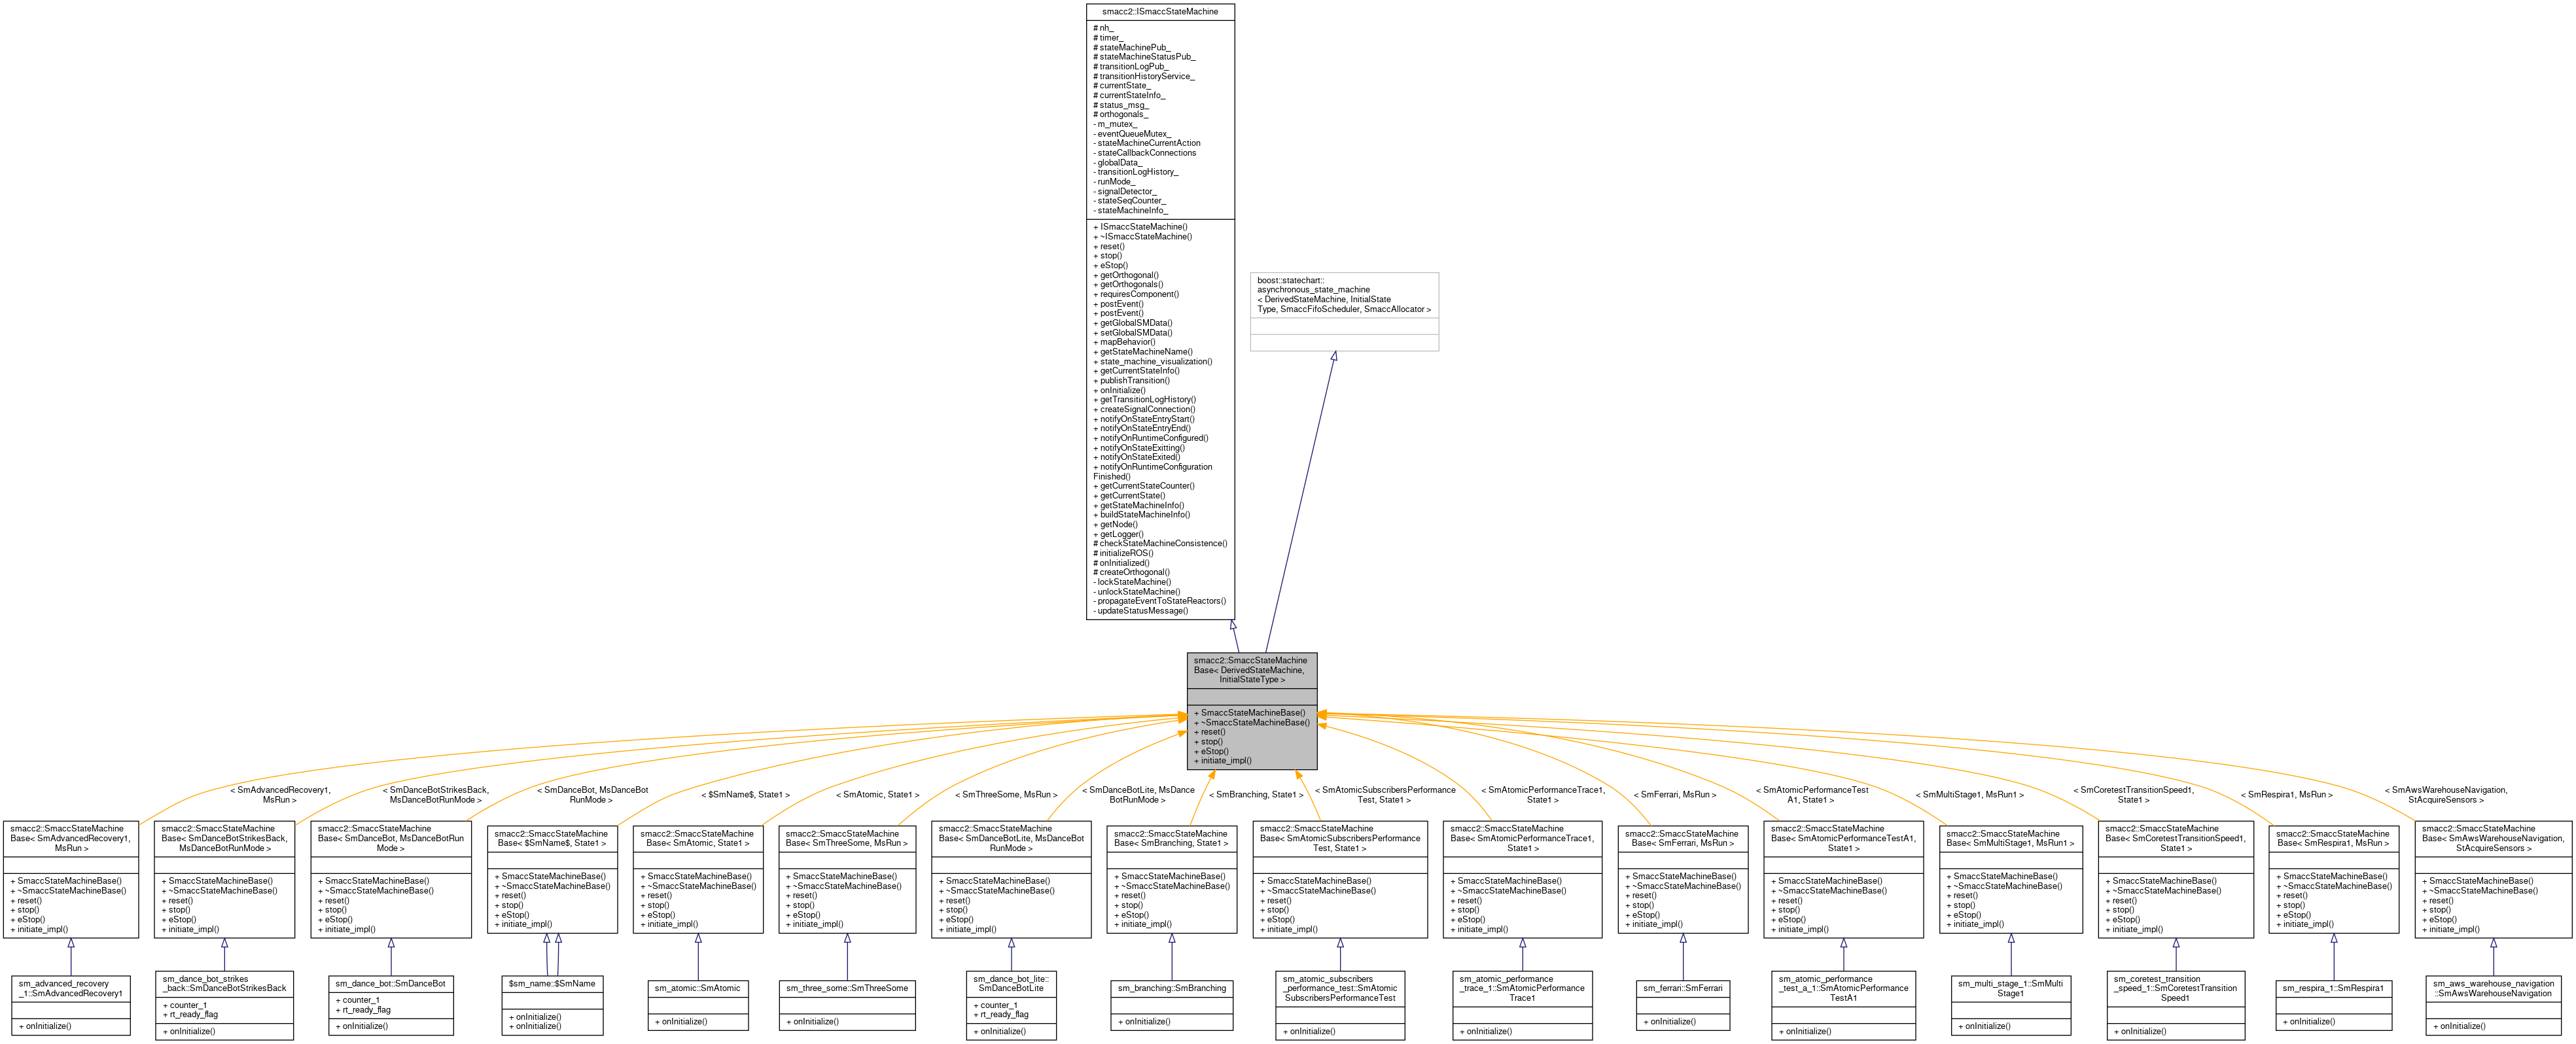 smacc2::ISmaccStateMachine
# nh_
# timer_
# stateMachinePub_
# stateMachineStatusPub_
# transitionLogPub_
# transitionHistoryService_
# currentState_
# currentStateInfo_
# status_msg_
# orthogonals_
- m_mutex_
- eventQueueMutex_
- stateMachineCurrentAction
- stateCallbackConnections
- globalData_
- transitionLogHistory_
- runMode_
- signalDetector_
- stateSeqCounter_
- stateMachineInfo_
+ ISmaccStateMachine()
+ ~ISmaccStateMachine()
+ reset()
+ stop()
+ eStop()
+ getOrthogonal()
+ getOrthogonals()
+ requiresComponent()
+ postEvent()
+ postEvent()
+ getGlobalSMData()
+ setGlobalSMData()
+ mapBehavior()
+ getStateMachineName()
+ state_machine_visualization()
+ getCurrentStateInfo()
+ publishTransition()
+ onInitialize()
+ getTransitionLogHistory()
+ createSignalConnection()
+ notifyOnStateEntryStart()
+ notifyOnStateEntryEnd()
+ notifyOnRuntimeConfigured()
+ notifyOnStateExitting()
+ notifyOnStateExited()
+ notifyOnRuntimeConfiguration
Finished()
+ getCurrentStateCounter()
+ getCurrentState()
+ getStateMachineInfo()
+ buildStateMachineInfo()
+ getNode()
+ getLogger()
# checkStateMachineConsistence()
# initializeROS()
# onInitialized()
# createOrthogonal()
- lockStateMachine()
- unlockStateMachine()
- propagateEventToStateReactors()
- updateStatusMessage()
boost::statechart::
asynchronous_state_machine
< DerivedStateMachine, InitialState
Type, SmaccFifoScheduler, SmaccAllocator >
smacc2::SmaccStateMachine
Base< DerivedStateMachine,
InitialStateType >
+ SmaccStateMachineBase()
+ ~SmaccStateMachineBase()
+ reset()
+ stop()
+ eStop()
+ initiate_impl()
< SmAdvancedRecovery1,
MsRun >
< SmDanceBotStrikesBack,
MsDanceBotRunMode >
< SmDanceBot, MsDanceBot
RunMode >
< $SmName$, State1 >
< SmAtomic, State1 >
< SmThreeSome, MsRun >
< SmDanceBotLite, MsDance
BotRunMode >
< SmBranching, State1 >
< SmAtomicSubscribersPerformance
Test, State1 >
< SmAtomicPerformanceTrace1,
State1 >
< SmFerrari, MsRun >
< SmAtomicPerformanceTest
A1, State1 >
< SmMultiStage1, MsRun1 >
< SmCoretestTransitionSpeed1,
State1 >
< SmRespira1, MsRun >
< SmAwsWarehouseNavigation,
StAcquireSensors >
smacc2::SmaccStateMachine
Base< SmAdvancedRecovery1,
MsRun >
+ SmaccStateMachineBase()
+ ~SmaccStateMachineBase()
+ reset()
+ stop()
+ eStop()
+ initiate_impl()
smacc2::SmaccStateMachine
Base< SmDanceBotStrikesBack,
MsDanceBotRunMode >
+ SmaccStateMachineBase()
+ ~SmaccStateMachineBase()
+ reset()
+ stop()
+ eStop()
+ initiate_impl()
smacc2::SmaccStateMachine
Base< SmDanceBot, MsDanceBotRun
Mode >
+ SmaccStateMachineBase()
+ ~SmaccStateMachineBase()
+ reset()
+ stop()
+ eStop()
+ initiate_impl()
smacc2::SmaccStateMachine
Base< $SmName$, State1 >
+ SmaccStateMachineBase()
+ ~SmaccStateMachineBase()
+ reset()
+ stop()
+ eStop()
+ initiate_impl()
smacc2::SmaccStateMachine
Base< SmAtomic, State1 >
+ SmaccStateMachineBase()
+ ~SmaccStateMachineBase()
+ reset()
+ stop()
+ eStop()
+ initiate_impl()
smacc2::SmaccStateMachine
Base< SmThreeSome, MsRun >
+ SmaccStateMachineBase()
+ ~SmaccStateMachineBase()
+ reset()
+ stop()
+ eStop()
+ initiate_impl()
smacc2::SmaccStateMachine
Base< SmDanceBotLite, MsDanceBot
RunMode >
+ SmaccStateMachineBase()
+ ~SmaccStateMachineBase()
+ reset()
+ stop()
+ eStop()
+ initiate_impl()
smacc2::SmaccStateMachine
Base< SmBranching, State1 >
+ SmaccStateMachineBase()
+ ~SmaccStateMachineBase()
+ reset()
+ stop()
+ eStop()
+ initiate_impl()
smacc2::SmaccStateMachine
Base< SmAtomicSubscribersPerformance
Test, State1 >
+ SmaccStateMachineBase()
+ ~SmaccStateMachineBase()
+ reset()
+ stop()
+ eStop()
+ initiate_impl()
smacc2::SmaccStateMachine
Base< SmAtomicPerformanceTrace1,
State1 >
+ SmaccStateMachineBase()
+ ~SmaccStateMachineBase()
+ reset()
+ stop()
+ eStop()
+ initiate_impl()
smacc2::SmaccStateMachine
Base< SmFerrari, MsRun >
+ SmaccStateMachineBase()
+ ~SmaccStateMachineBase()
+ reset()
+ stop()
+ eStop()
+ initiate_impl()
smacc2::SmaccStateMachine
Base< SmAtomicPerformanceTestA1,
State1 >
+ SmaccStateMachineBase()
+ ~SmaccStateMachineBase()
+ reset()
+ stop()
+ eStop()
+ initiate_impl()
smacc2::SmaccStateMachine
Base< SmMultiStage1, MsRun1 >
+ SmaccStateMachineBase()
+ ~SmaccStateMachineBase()
+ reset()
+ stop()
+ eStop()
+ initiate_impl()
smacc2::SmaccStateMachine
Base< SmCoretestTransitionSpeed1,
State1 >
+ SmaccStateMachineBase()
+ ~SmaccStateMachineBase()
+ reset()
+ stop()
+ eStop()
+ initiate_impl()
smacc2::SmaccStateMachine
Base< SmRespira1, MsRun >
+ SmaccStateMachineBase()
+ ~SmaccStateMachineBase()
+ reset()
+ stop()
+ eStop()
+ initiate_impl()
smacc2::SmaccStateMachine
Base< SmAwsWarehouseNavigation,
StAcquireSensors >
+ SmaccStateMachineBase()
+ ~SmaccStateMachineBase()
+ reset()
+ stop()
+ eStop()
+ initiate_impl()
sm_advanced_recovery
_1::SmAdvancedRecovery1
+ onInitialize()
sm_dance_bot_strikes
_back::SmDanceBotStrikesBack
+ counter_1
+ rt_ready_flag
+ onInitialize()
sm_dance_bot::SmDanceBot
+ counter_1
+ rt_ready_flag
+ onInitialize()
$sm_name::$SmName
+ onInitialize()
+ onInitialize()
sm_atomic::SmAtomic
+ onInitialize()
sm_three_some::SmThreeSome
+ onInitialize()
sm_dance_bot_lite::
SmDanceBotLite
+ counter_1
+ rt_ready_flag
+ onInitialize()
sm_branching::SmBranching
+ onInitialize()
sm_atomic_subscribers
_performance_test::SmAtomic
SubscribersPerformanceTest
+ onInitialize()
sm_atomic_performance
_trace_1::SmAtomicPerformance
Trace1
+ onInitialize()
sm_ferrari::SmFerrari
+ onInitialize()
sm_atomic_performance
_test_a_1::SmAtomicPerformance
TestA1
+ onInitialize()
sm_multi_stage_1::SmMulti
Stage1
+ onInitialize()
sm_coretest_transition
_speed_1::SmCoretestTransition
Speed1
+ onInitialize()
sm_respira_1::SmRespira1
+ onInitialize()
sm_aws_warehouse_navigation
::SmAwsWarehouseNavigation
+ onInitialize()